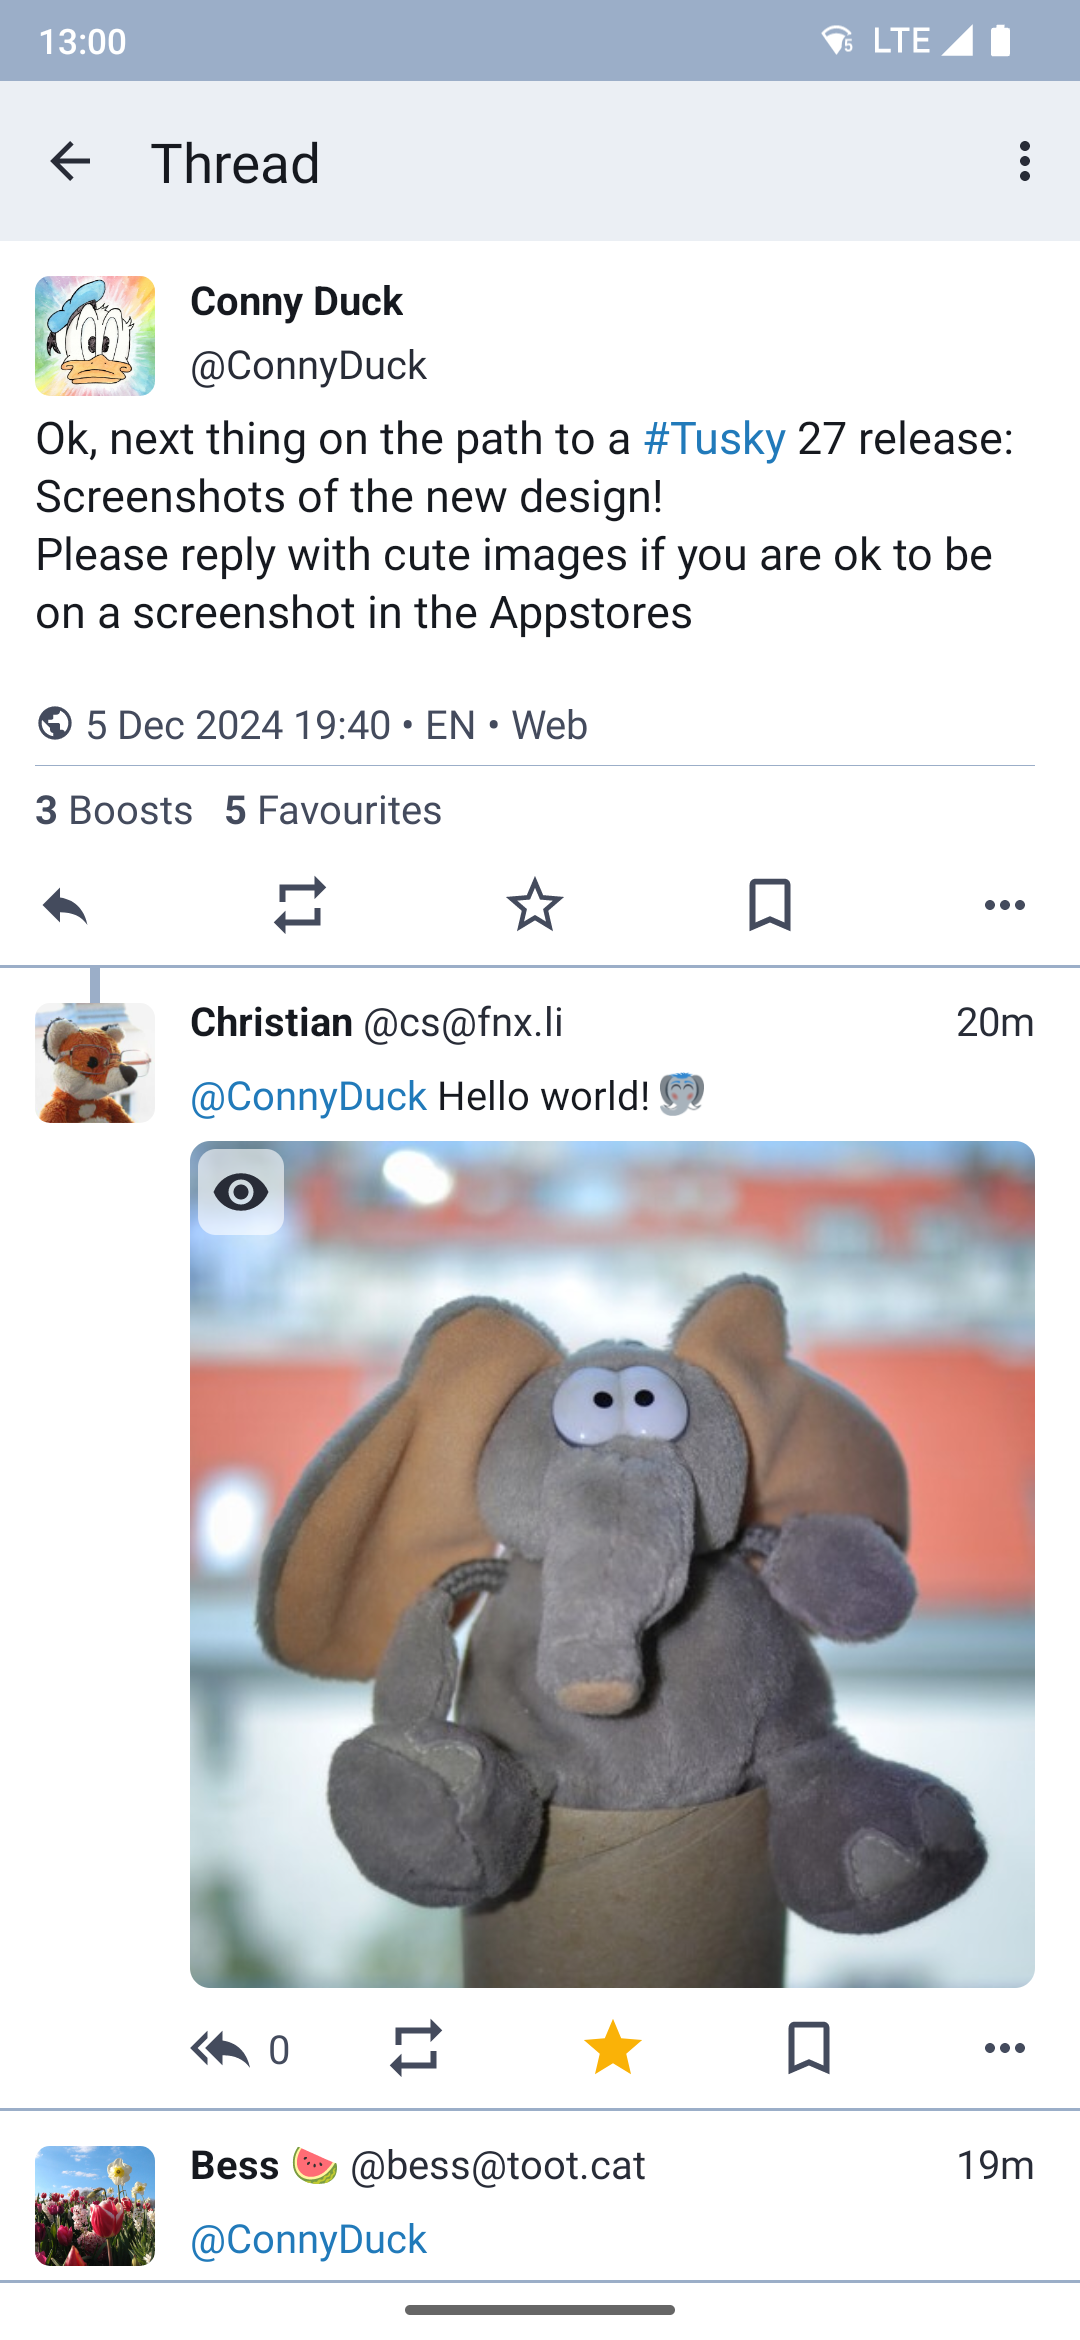 13:00
5 LTE
Thread
Conny Duck
@ConnyDuck
Ok, next thing on the path to a #Tusky 27 release:
Screenshots of the new design!
Please reply with cute images if you are ok to be
on a screenshot in the Appstores
5 Dec 2024 19:40 • EN • Web
3 Boosts 5 Favourites
Christian @cs@fnx.li 20m
@ConnyDuck Hello world!
0
Bess 🍉 @bess@toot.cat 19m
@ConnyDuck